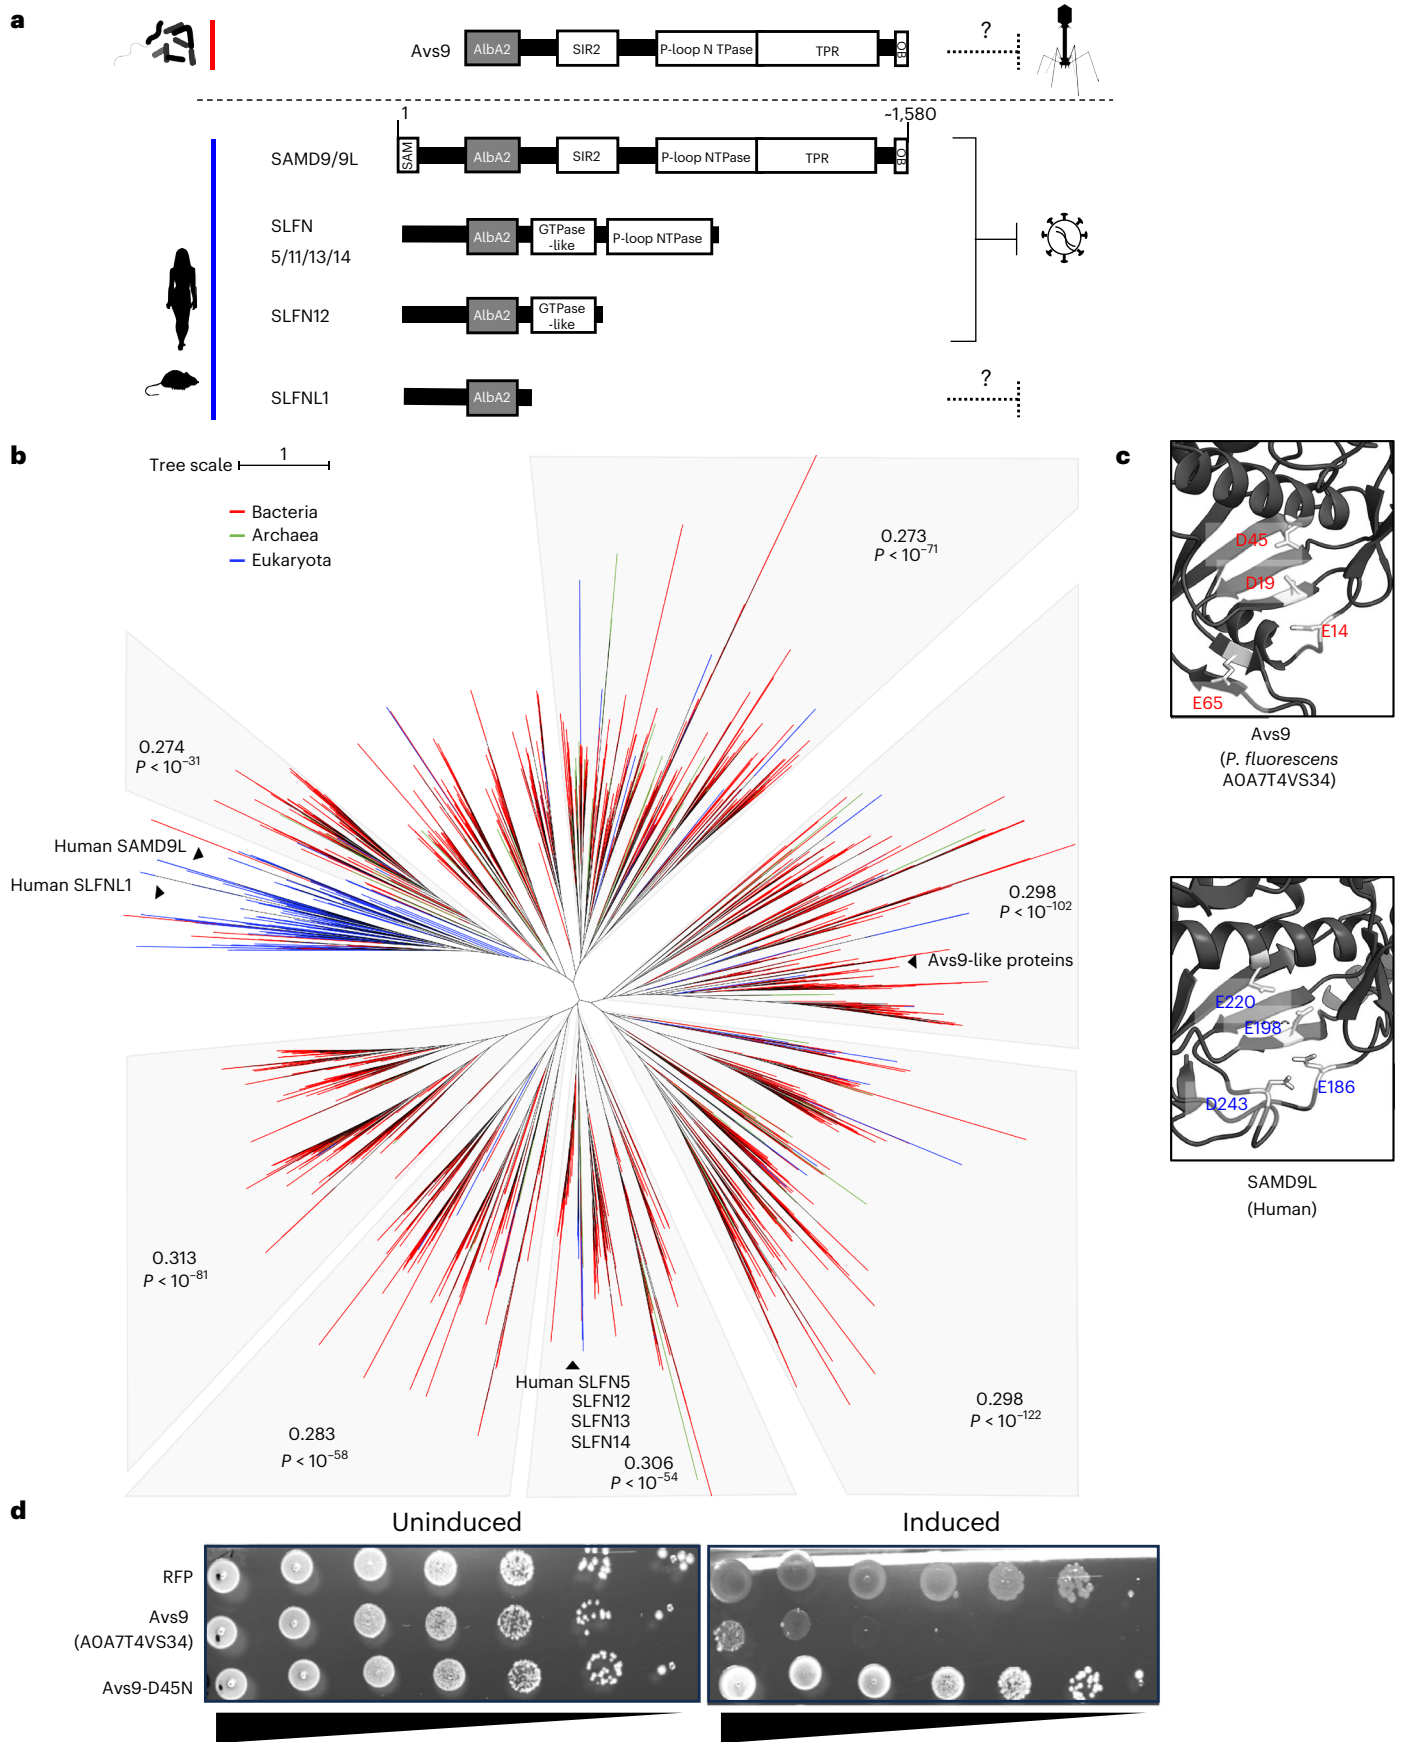 a
Avs9
AlbA2
SIR2
P-loop N TPase
TPR
OB
?
1
~1,580
SAMD9/9L
SAM
AlbA2
SIR2
P-loop NTPase
TPR
OB
SLFN
5/11/13/14
AlbA2
GTPase
-like
P-loop NTPase
SLFN12
AlbA2
GTPase
-like
SLFNL1
AlbA2
?
b
Tree scale
1
Bacteria
Archaea
Eukaryota
0.273
P < 10−71
0.274
P < 10−31
Human SAMD9L
Human SLFNL1
0.298
P < 10−102
Avs9-like proteins
0.313
P < 10−81
0.283
P < 10−58
Human SLFN5
SLFN12
SLFN13
SLFN14
0.306
P < 10−54
0.298
P < 10−122
c
D45
D19
E14
E65
Avs9
(P. fluorescens
A0A7T4VS34)
E220
E198
E186
D243
SAMD9L
(Human)
d
Uninduced
Induced
RFP
Avs9
(A0A7T4VS34)
Avs9-D45N